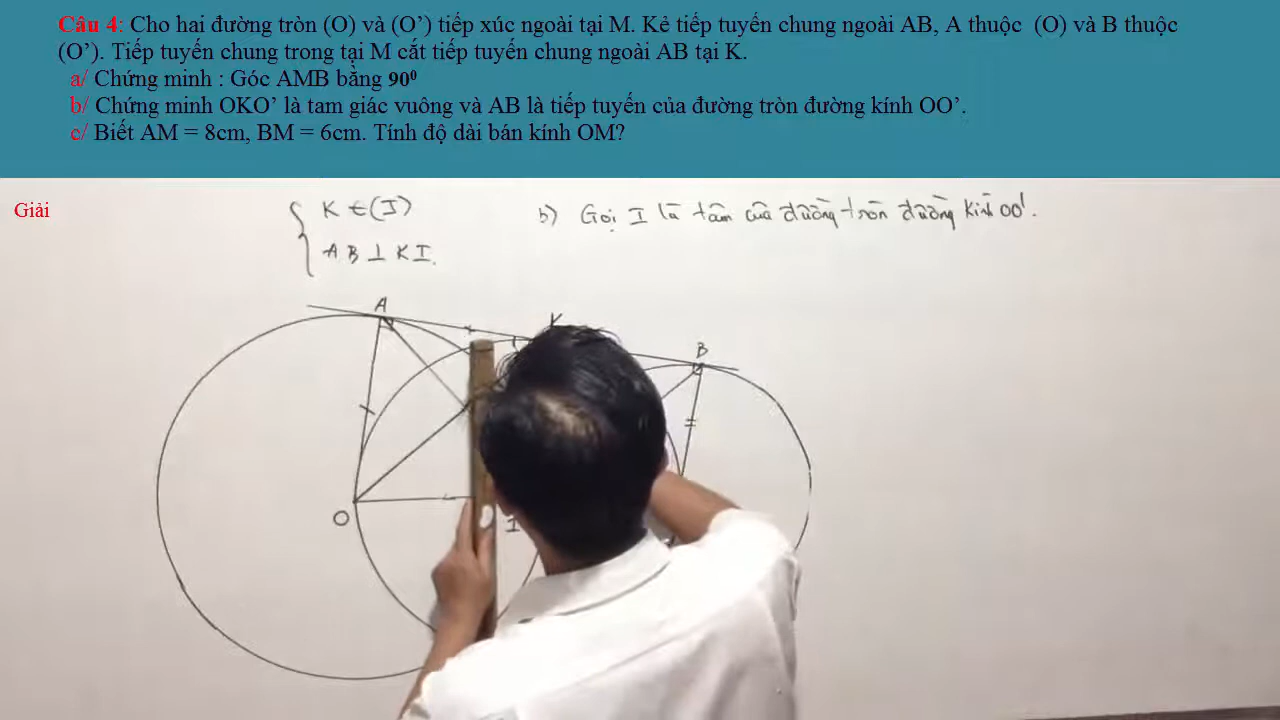 Câu 4: Cho hai đường tròn (O) và (O’) tiếp xúc ngoài tại M. Kẻ tiếp tuyến chung ngoài AB, A thuộc (O) và B thuộc
(O’). Tiếp tuyến chung trong tại M cắt tiếp tuyến chung ngoài AB tại K.
a/ Chứng minh : Góc AMB bằng 90⁰
b/ Chứng minh OKO’ là tam giác vuông và AB là tiếp tuyến của đường tròn đường kính OO’.
c/ Biết AM = 8cm, BM = 6cm. Tính độ dài bán kính OM?
Giải
K ∈ (I)
AB ⊥ KI.
b) Gọi I là tâm của đường tròn đường kính OO'.
A
K
B
O
I